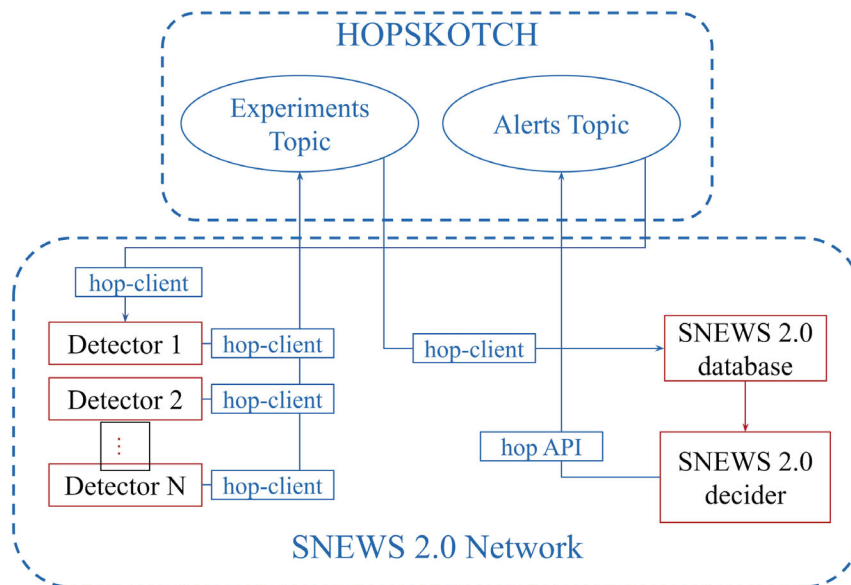 HOPSKOTCH
Experiments
Topic
Alerts Topic
hop-client
Detector 1
hop-client
hop-client
SNEWS 2.0
database
Detector 2
hop-client
⋮
hop API
SNEWS 2.0
decider
Detector N
hop-client
SNEWS 2.0 Network